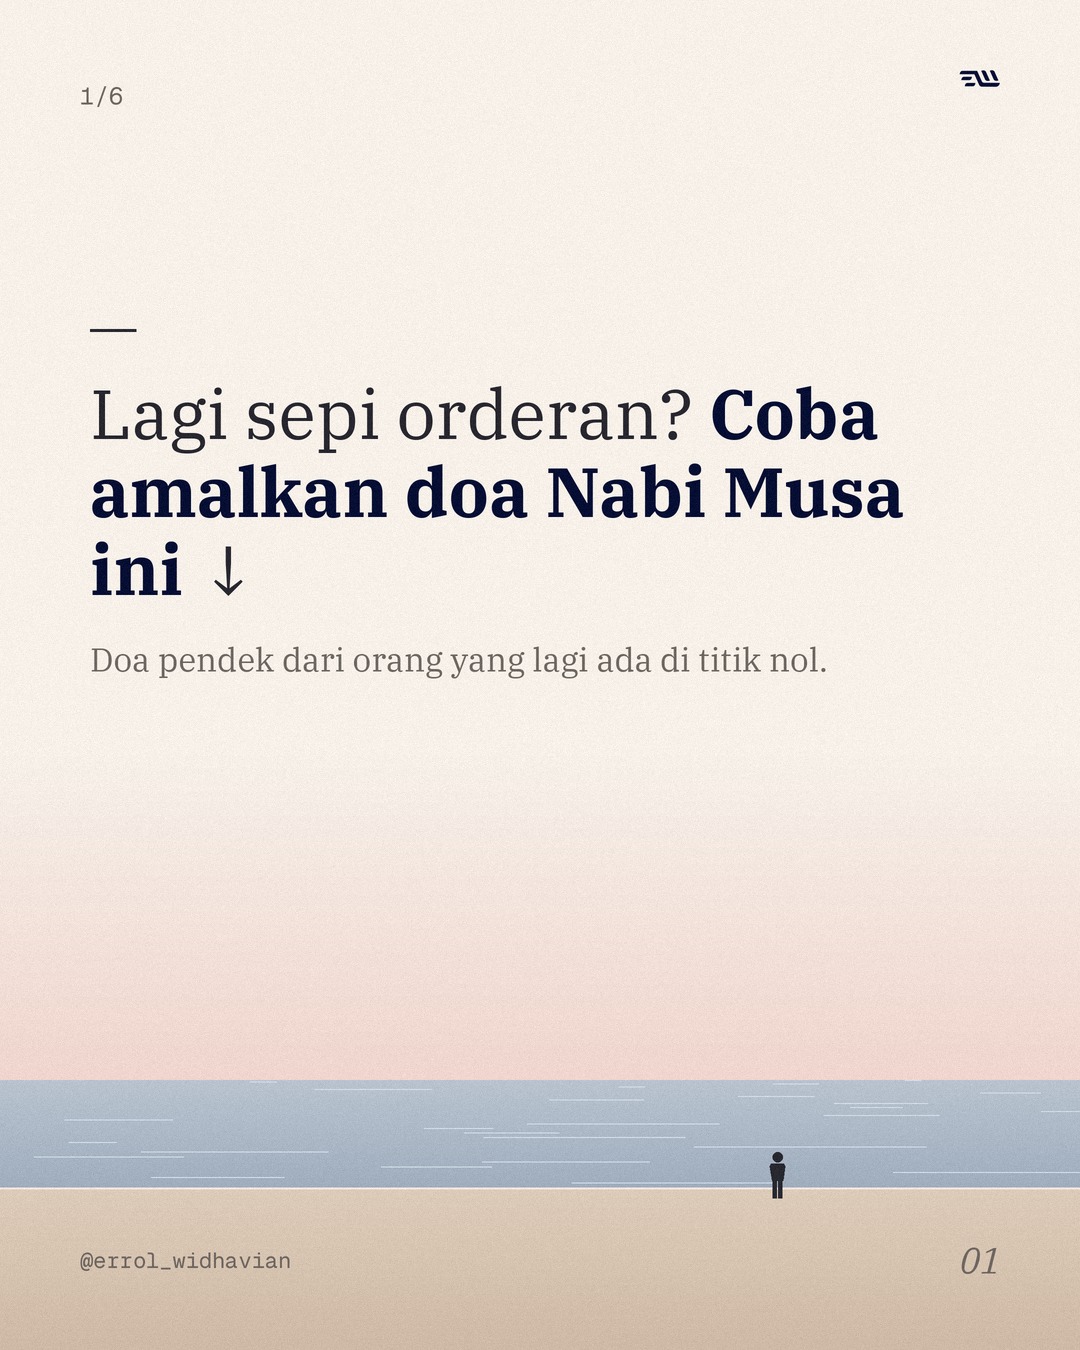 1/6
Lagi sepi orderan? Coba
amalkan doa Nabi Musa
ini ↓
Doa pendek dari orang yang lagi ada di titik nol.
@errol_widhavian
01